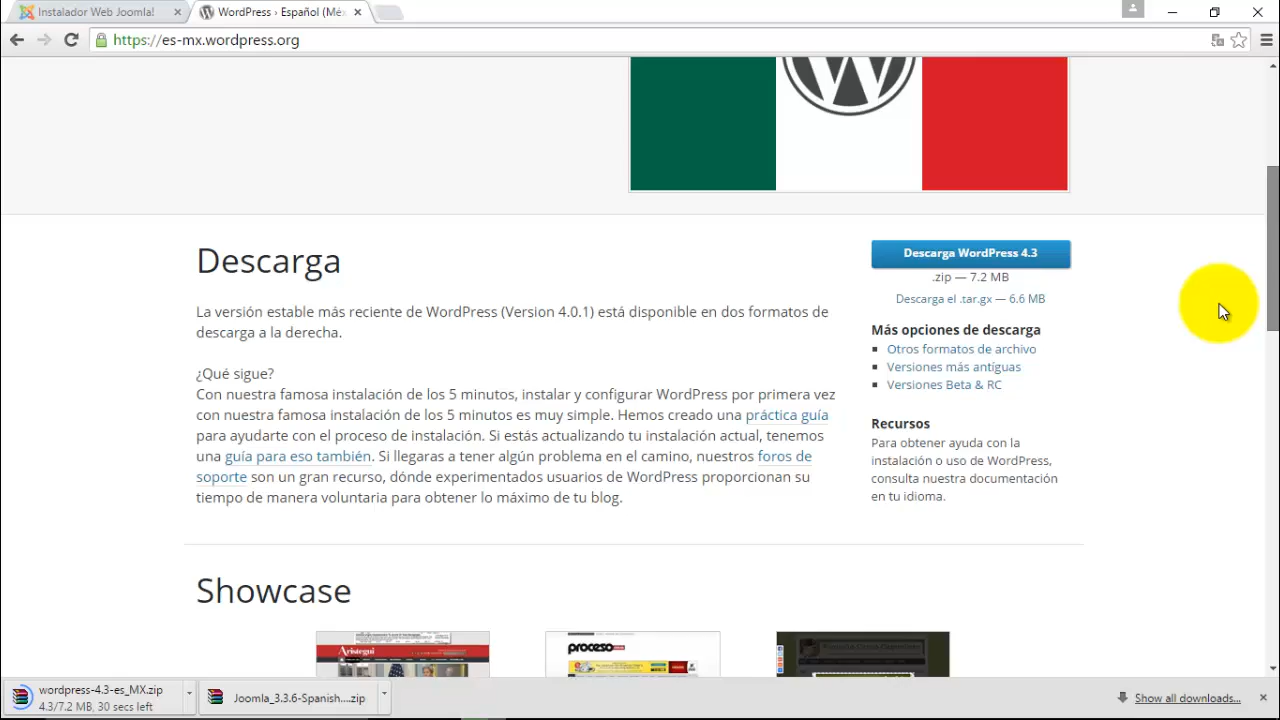 Instalador Web Joomla!
WordPress › Español (Méx
https://es-mx.wordpress.org
Descarga
Descarga WordPress 4.3
.zip — 7.2 MB
Descarga el .tar.gx — 6.6 MB
La versión estable más reciente de WordPress (Version 4.0.1) está disponible en dos formatos de
descarga a la derecha.
Más opciones de descarga
Otros formatos de archivo
Versiones más antíguas
Versiones Beta & RC
¿Qué sigue?
Con nuestra famosa instalación de los 5 minutos, instalar y configurar WordPress por primera vez
con nuestra famosa instalación de los 5 minutos es muy simple. Hemos creado una práctica guía
para ayudarte con el proceso de instalación. Si estás actualizando tu instalación actual, tenemos
una guía para eso también. Si llegaras a tener algún problema en el camino, nuestros foros de
soporte son un gran recurso, dónde experimentados usuarios de WordPress proporcionan su
tiempo de manera voluntaria para obtener lo máximo de tu blog.
Recursos
Para obtener ayuda con la
instalación o uso de WordPress,
consulta nuestra documentación
en tu idioma.
Showcase
Aristegui
proceso
wordpress-4.3-es_MX.zip
4.3/7.2 MB, 30 secs left
Joomla_3.3.6-Spanish....zip
Show all downloads...